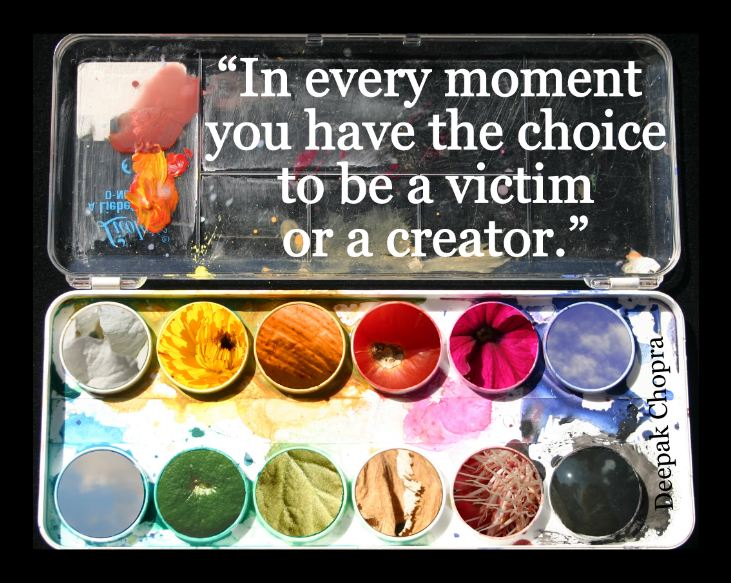 “In every moment
you have the choice
to be a victim
or a creator.”
Deepak Chopra